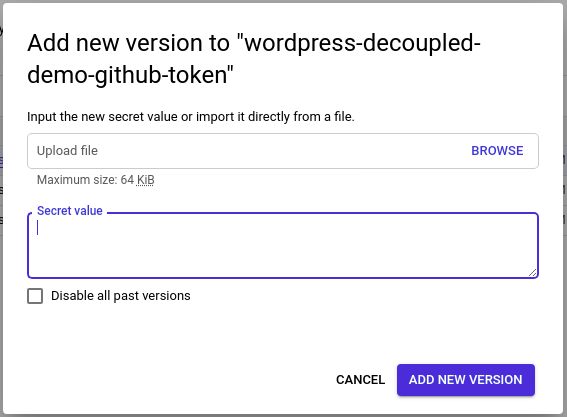 Add new version to "wordpress-decoupled-
demo-github-token"
Input the new secret value or import it directly from a file.
Upload file BROWSE
Maximum size: 64 KiB
Secret value
Disable all past versions
CANCEL ADD NEW VERSION